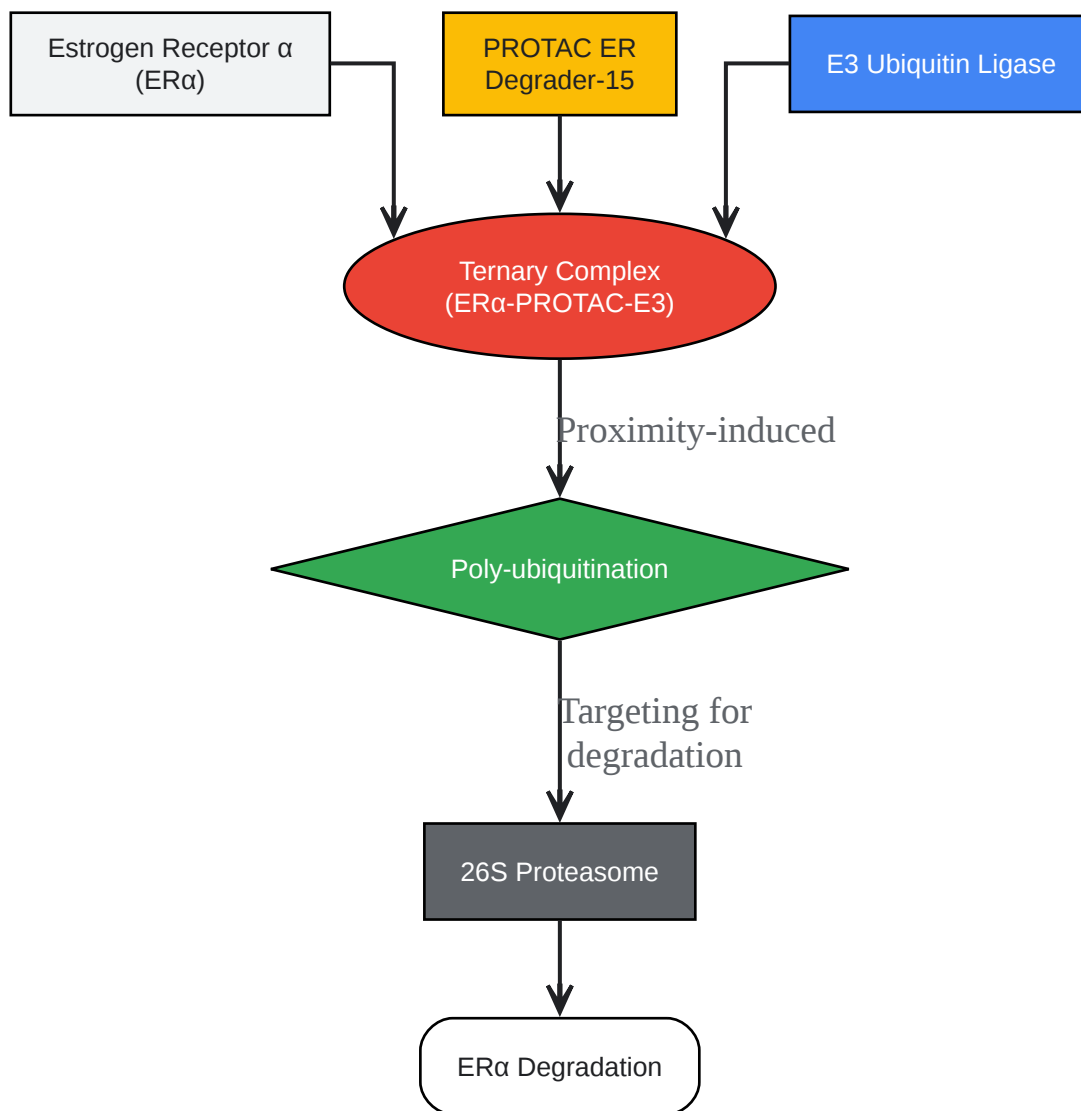 Estrogen Receptor α
(ERα)
PROTAC ER
Degrader-15
E3 Ubiquitin Ligase
Ternary Complex
(ERα-PROTAC-E3)
Proximity-induced
Poly-ubiquitination
Targeting for
degradation
26S Proteasome
ERα Degradation